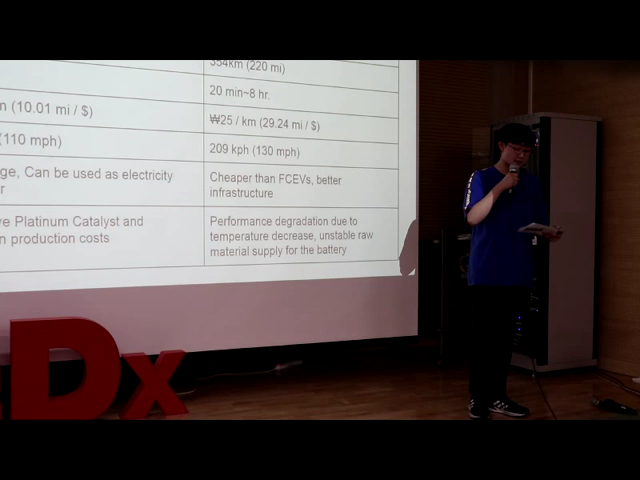 354km (220 mi)
20 min~8 hr.
(10.01 mi / $)
₩25 / km (29.24 mi / $)
(110 mph)
209 kph (130 mph)
ge, Can be used as electricity
r
Cheaper than FCEVs, better
infrastructure
ve Platinum Catalyst and
n production costs
Performance degradation due to
temperature decrease, unstable raw
material supply for the battery
EDx